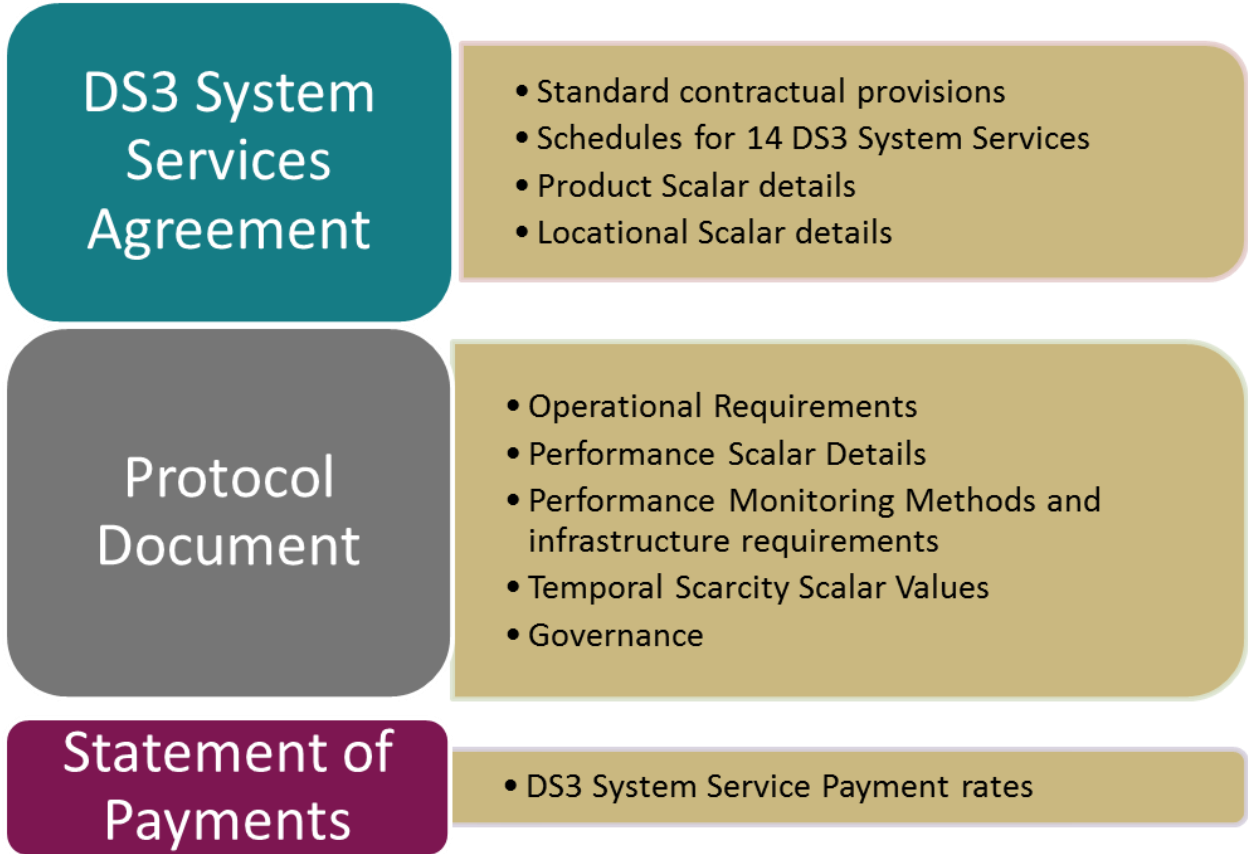 DS3 System
Services
Agreement
• Standard contractual provisions
• Schedules for 14 DS3 System Services
• Product Scalar details
• Locational Scalar details
Protocol
Document
• Operational Requirements
• Performance Scalar Details
• Performance Monitoring Methods and
infrastructure requirements
• Temporal Scarcity Scalar Values
• Governance
Statement of
Payments
• DS3 System Service Payment rates